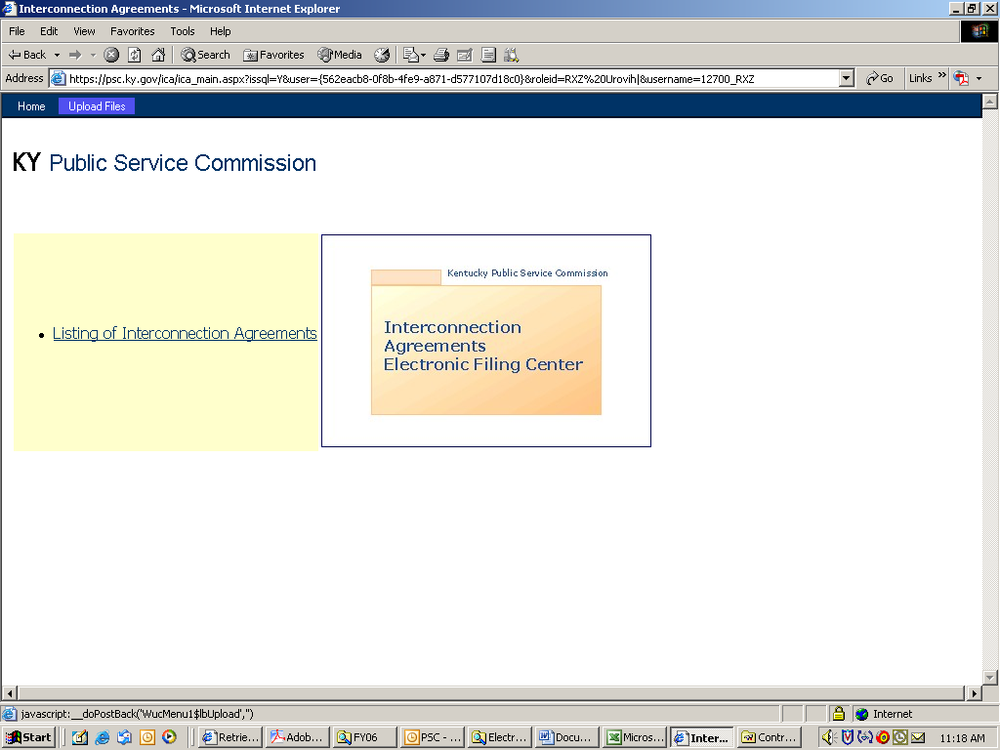 Interconnection Agreements - Microsoft Internet Explorer
File Edit View Favorites Tools Help
Back Search Favorites Media
Address https://psc.ky.gov/ica/ica_main.aspx?issql=Y&user={562eacb8-0f8b-4fe9-a871-d577107d18c0}&roleid=RXZ%20Urovih|&username=12700_RXZ Go Links »
Home Upload Files
KY Public Service Commission
Kentucky Public Service Commission
Interconnection
Agreements
Electronic Filing Center
• Listing of Interconnection Agreements
javascript:__doPostBack('WucMenu1$lbUpload','') Internet
Start Retrie... Adob... FY06 PSC - ... Electr... Docu... Micros... Inter... Contr... 11:18 AM